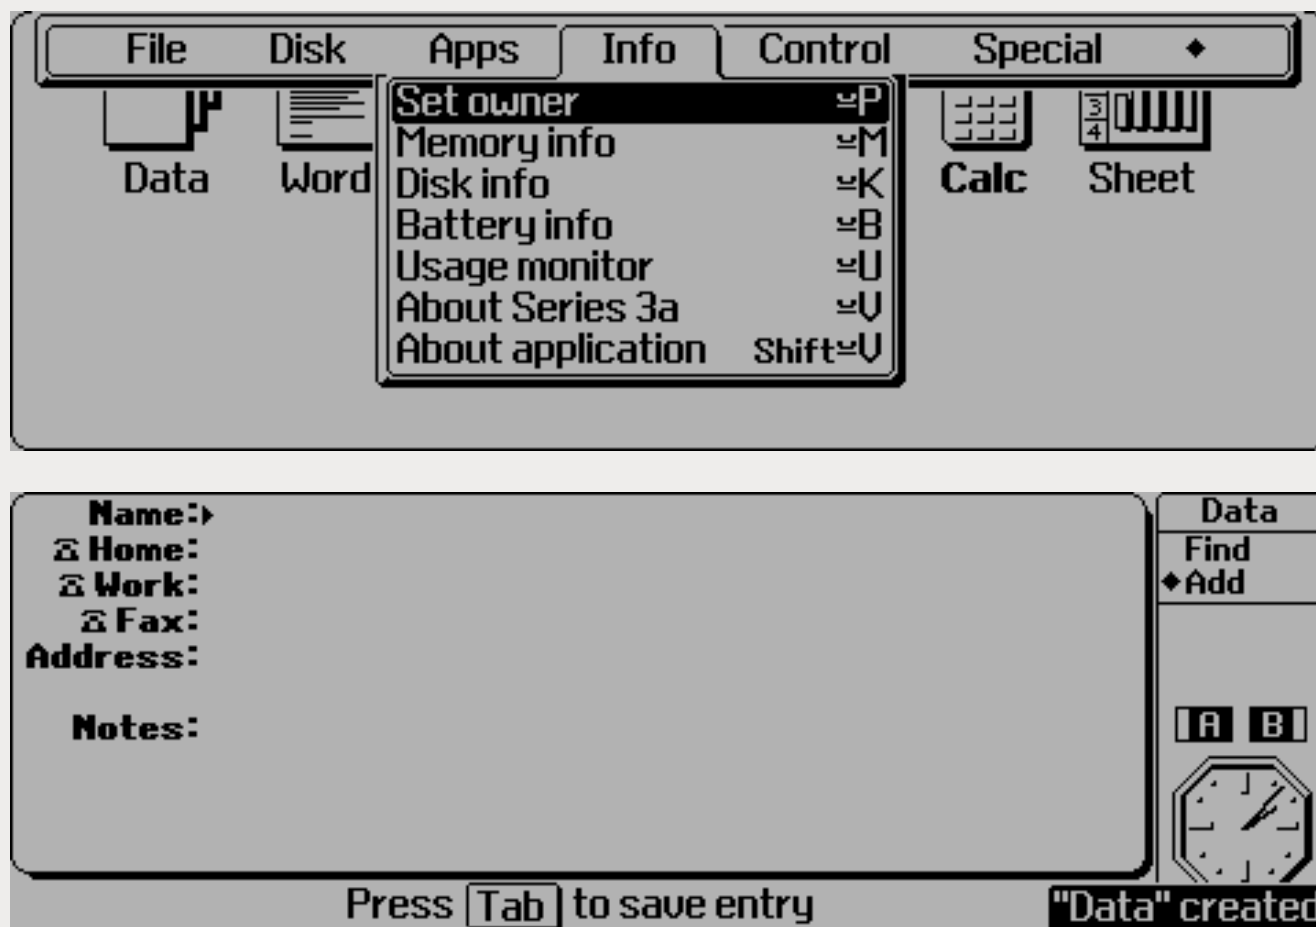 File Disk Apps Info Control Special
Set owner P
Memory info M
Disk info K
Battery info B
Usage monitor U
About Series 3a V
About application Shift V
Data Word Calc Sheet
3
4
Name:
Home:
Work:
Fax:
Address:
Notes:
Data
Find
Add
A B
Press Tab to save entry
"Data" created